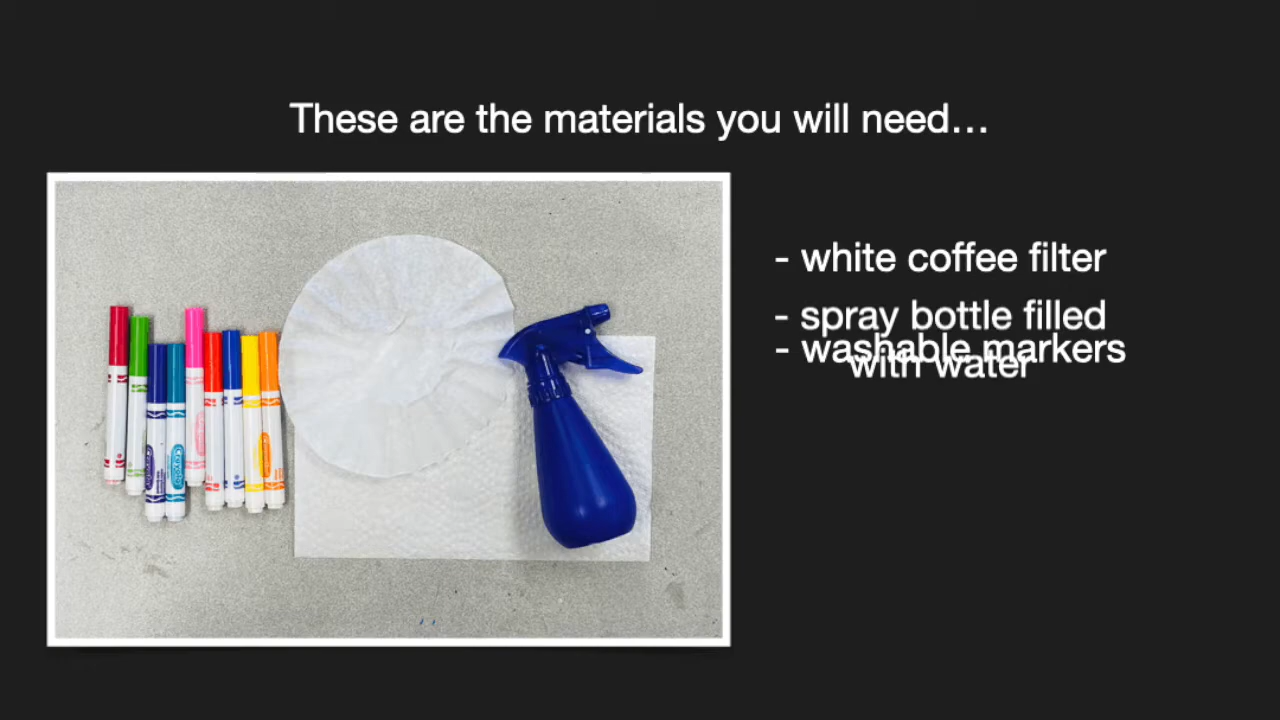 These are the materials you will need…
- white coffee filter
- spray bottle filled
with water
- washable markers